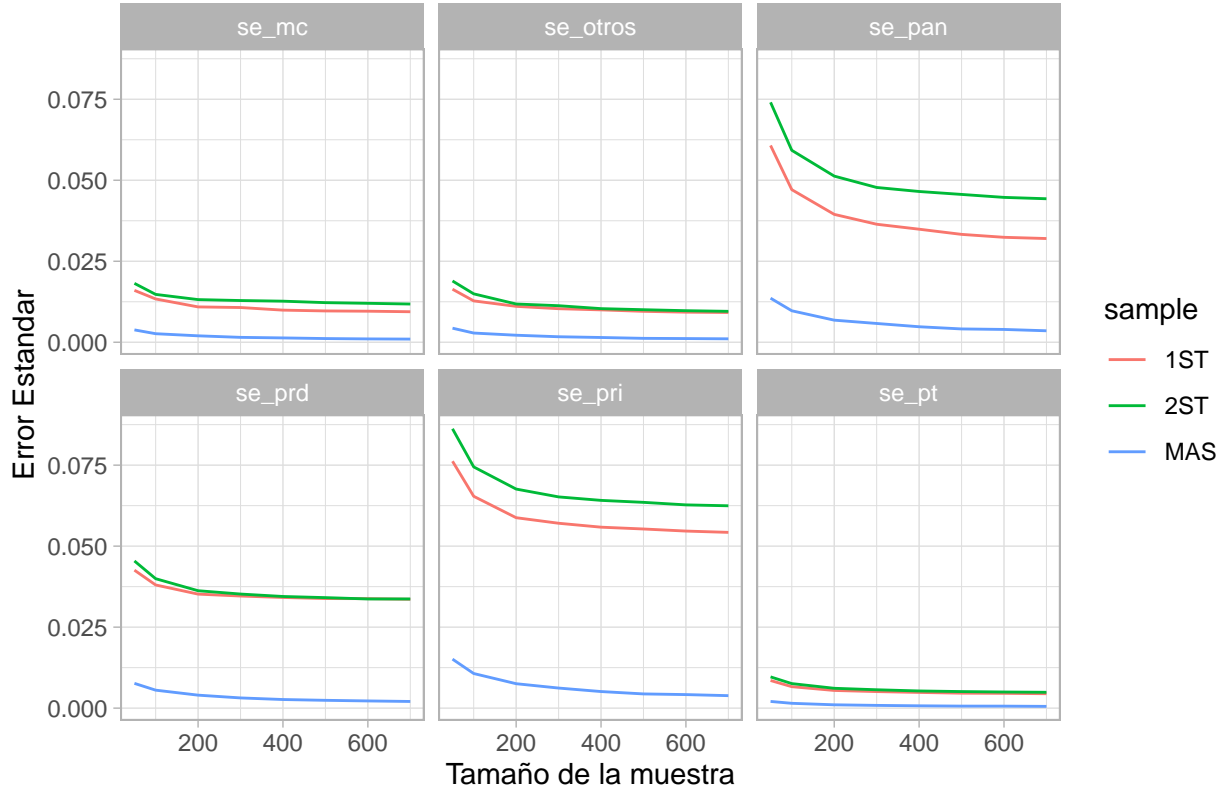 se_mc
se_otros
se_pan
0.075
0.050
0.025
0.000
se_prd
se_pri
se_pt
0.075
0.050
0.025
0.000
200 400 600
200 400 600
200 400 600
Tamaño de la muestra
Error Estandar
sample
1ST
2ST
MAS